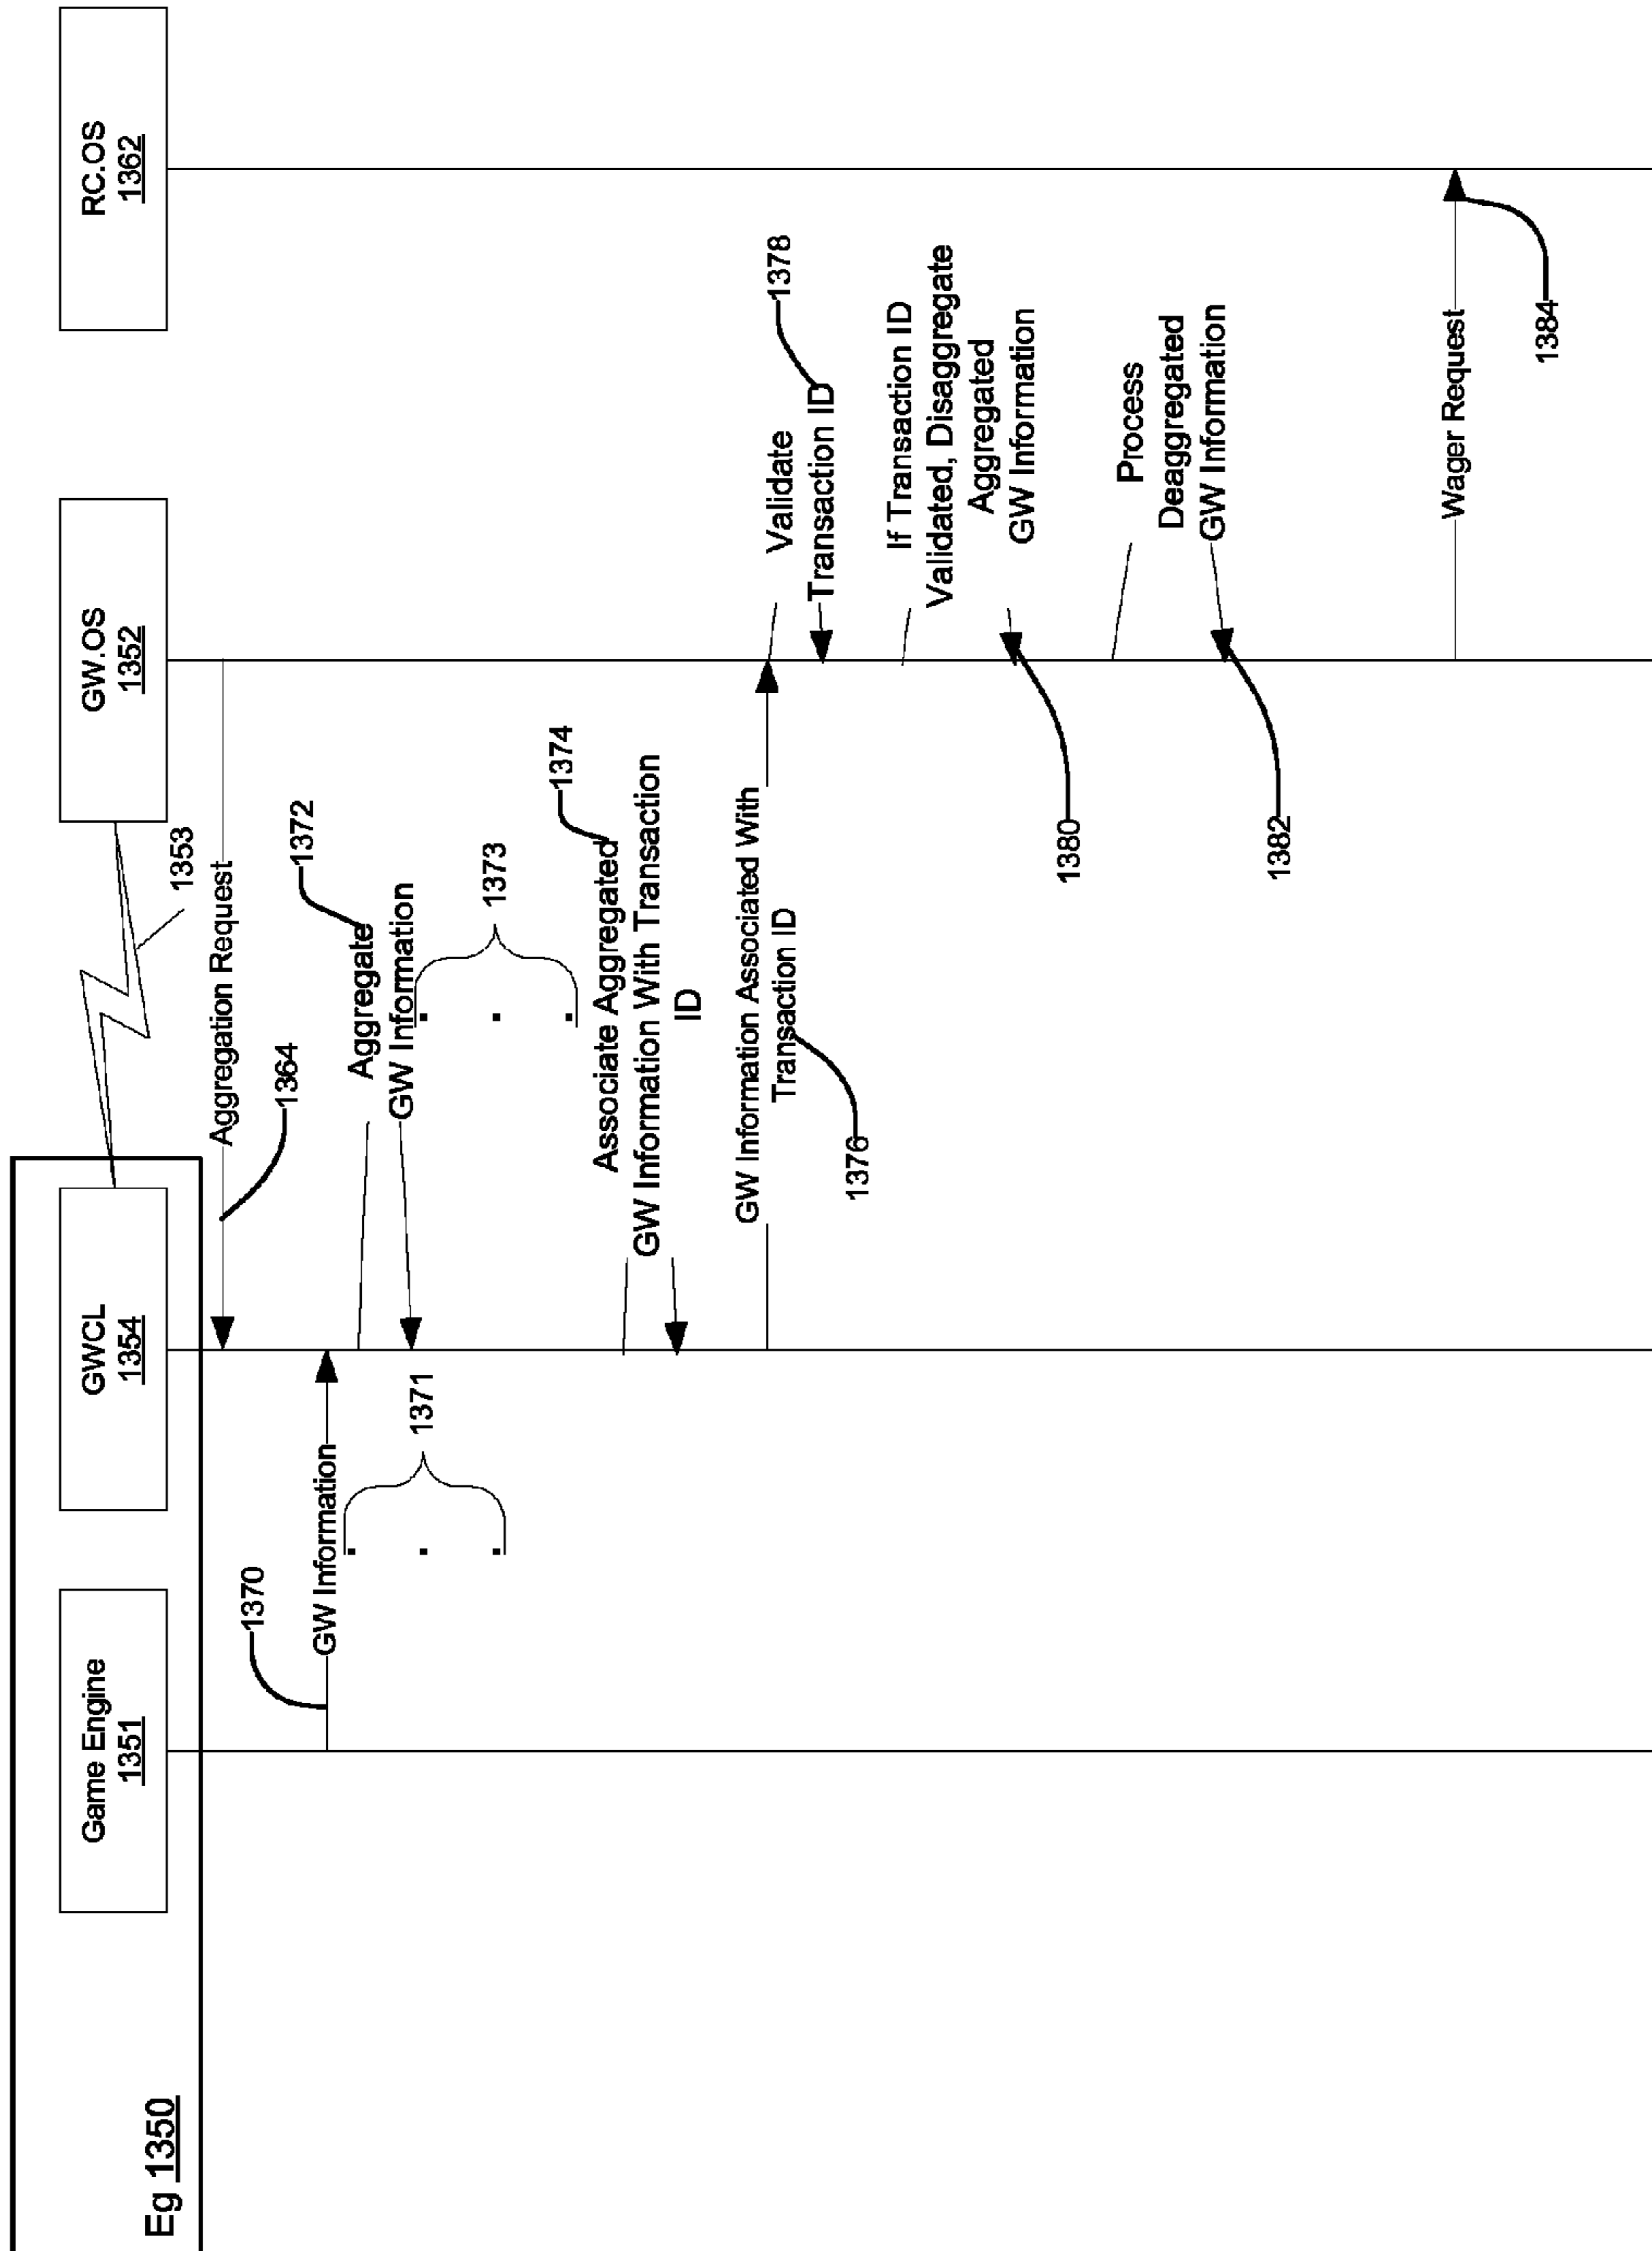 Eg 1350
Game Engine
1351
GWCL
1354
GW.OS
1352
RC.OS
1362
1353
Aggregation Request
1364
1370
GW Information
1371
1372
Aggregate
GW Information
1373
1374
Associate Aggregated
GW Information With Transaction
ID
GW Information Associated With
Transaction ID
1376
Validate
Transaction ID
1378
If Transaction ID
Validated, Disaggregate
Aggregated
GW Information
1380
Process
Deaggregated
GW Information
1382
Wager Request
1384